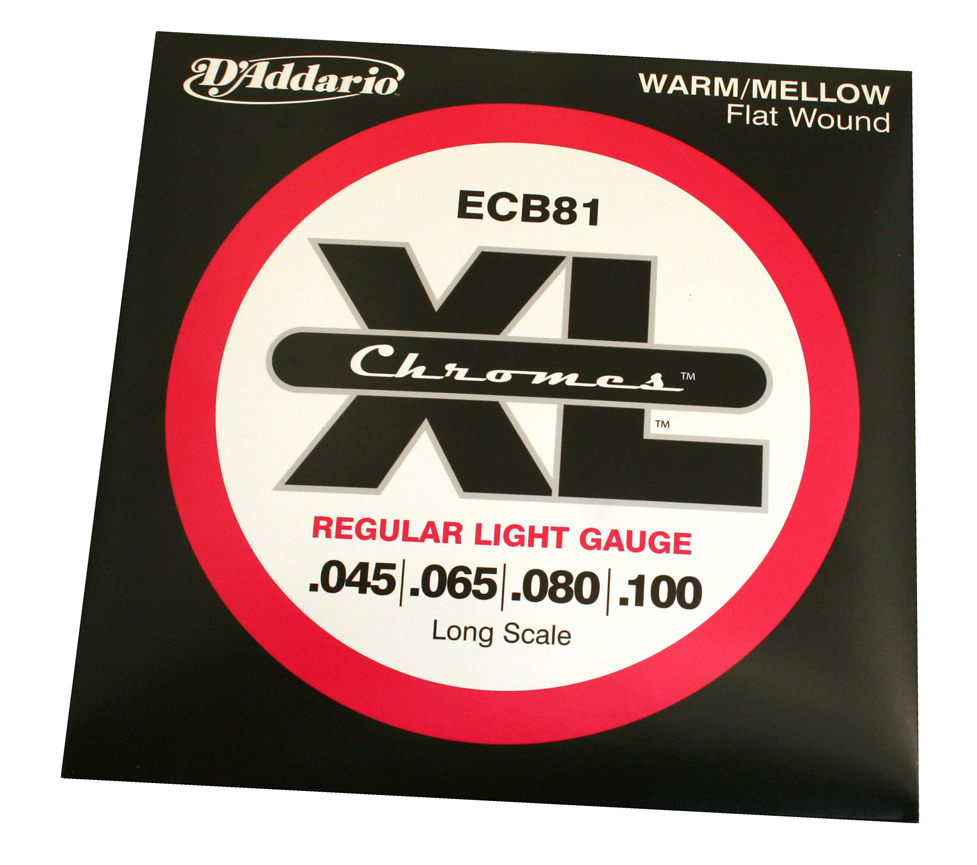 D'Addario
WARM/MELLOW
Flat Wound
ECB81
XL
Chromes™
™
REGULAR LIGHT GAUGE
.045|.065|.080|.100
Long Scale